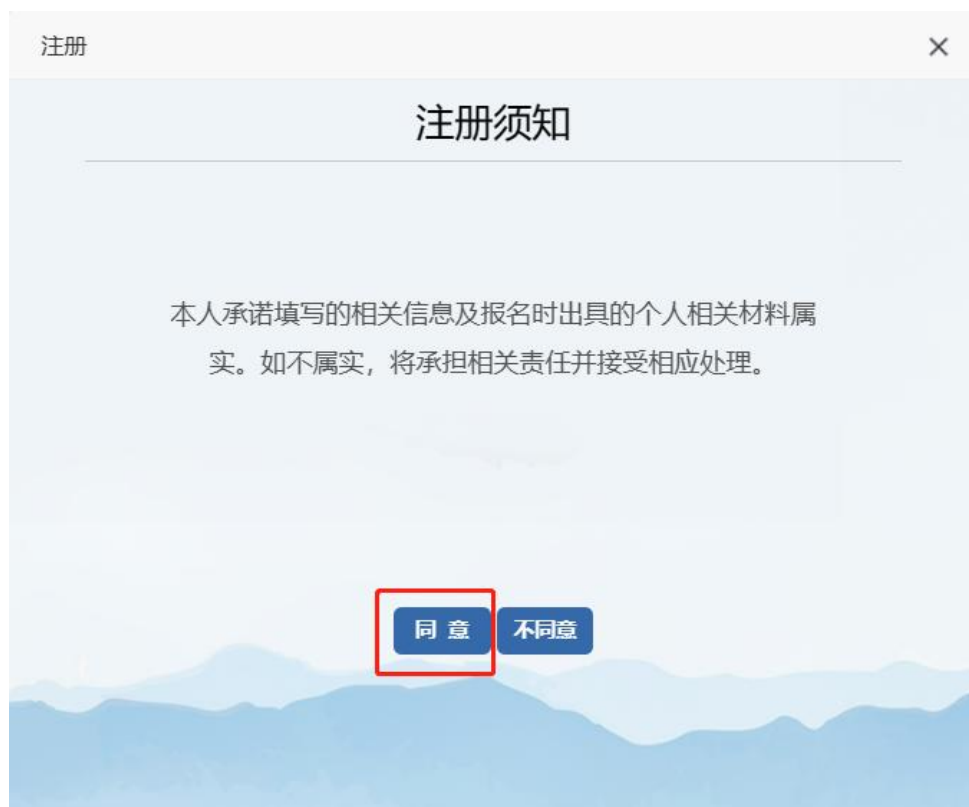 注册
注册须知
本人承诺填写的相关信息及报名时出具的个人相关材料属
实。如不属实，将承担相关责任并接受相应处理。
同 意 不同意